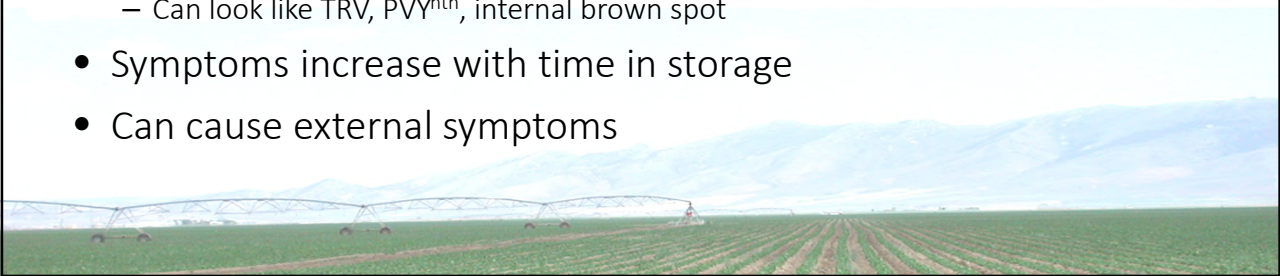 – Can look like TRV, PVYⁿᵗⁿ, internal brown spot
• Symptoms increase with time in storage
• Can cause external symptoms